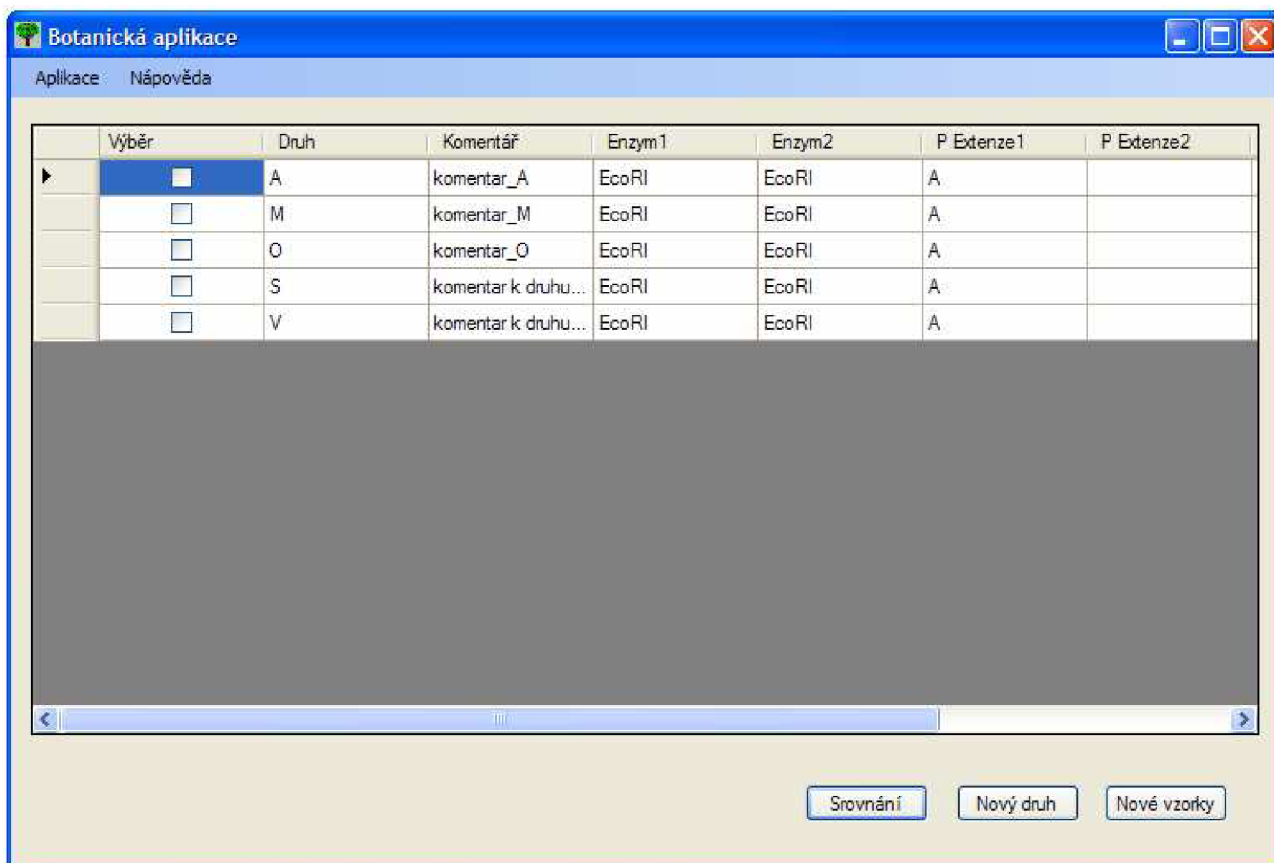 Botanická aplikace
Aplikace Nápověda
Výběr Druh Komentář Enzym1 Enzym2 P Extenze1 P Extenze2
A komentar_A EcoRI EcoRI A
M komentar_M EcoRI EcoRI A
O komentar_O EcoRI EcoRI A
S komentar k druhu... EcoRI EcoRI A
V komentar k druhu... EcoRI EcoRI A
Srovnání Nový druh Nové vzorky